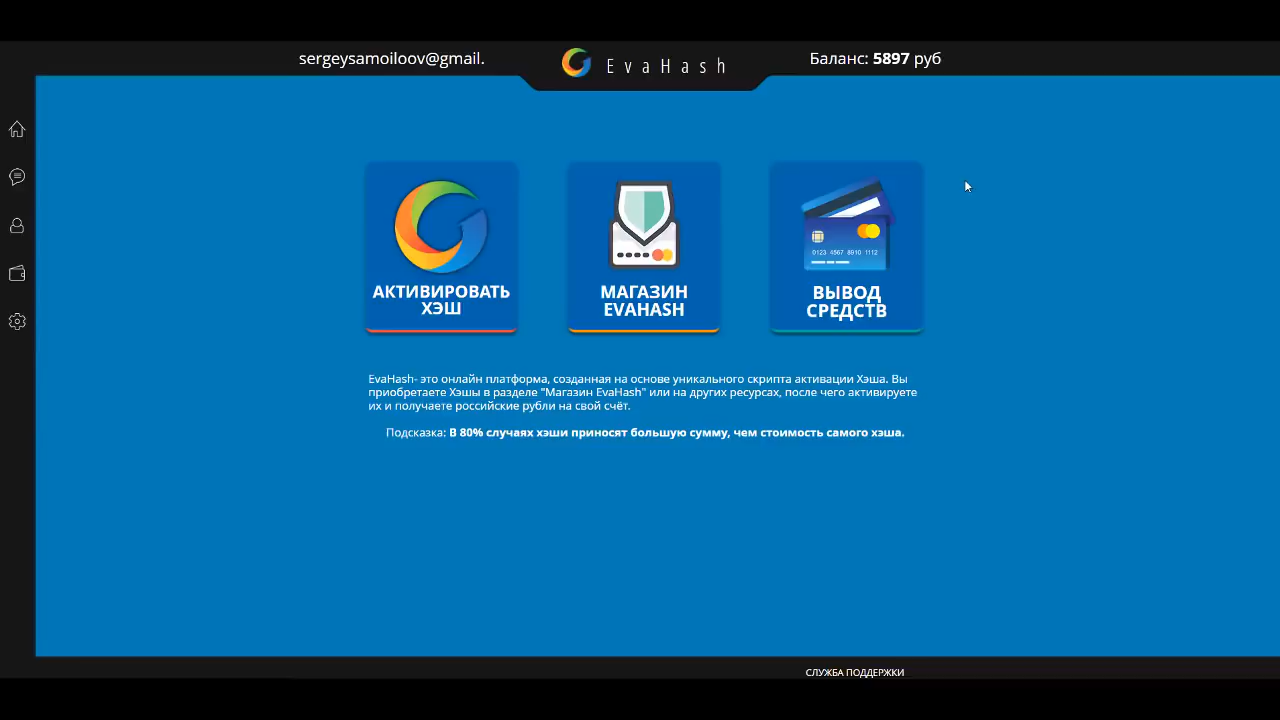 sergeysamoiloov@gmail.
EvaHash
Баланс: 5897 руб
АКТИВИРОВАТЬ
ХЭШ
МАГАЗИН
EVAHASH
0123 4567 8910 1112
ВЫВОД
СРЕДСТВ
EvaHash- это онлайн платформа, созданная на основе уникального скрипта активации Хэша. Вы
приобретаете Хэшы в разделе "Магазин EvaHash" или на других ресурсах, после чего активируете
их и получаете российские рубли на свой счёт.
Подсказка: В 80% случаях хэши приносят большую сумму, чем стоимость самого хэша.
СЛУЖБА ПОДДЕРЖКИ